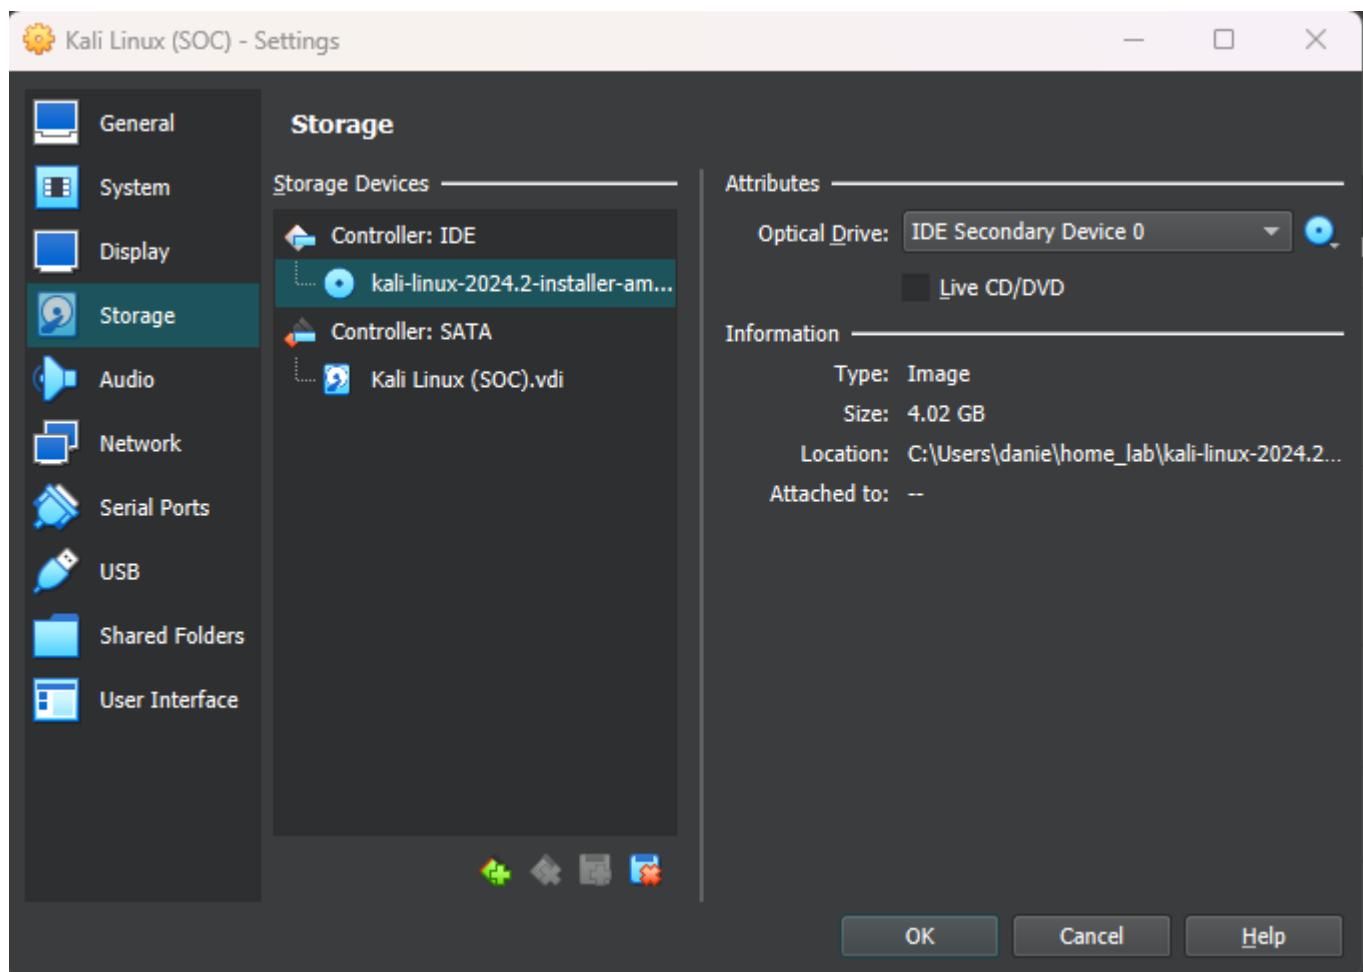 Kali Linux (SOC) - Settings
General
System
Display
Storage
Audio
Network
Serial Ports
USB
Shared Folders
User Interface
Storage
Storage Devices
Controller: IDE
kali-linux-2024.2-installer-am...
Controller: SATA
Kali Linux (SOC).vdi
Attributes
Optical Drive: IDE Secondary Device 0
Live CD/DVD
Information
Type: Image
Size: 4.02 GB
Location: C:\Users\danie\home_lab\kali-linux-2024.2...
Attached to: --
OK
Cancel
Help